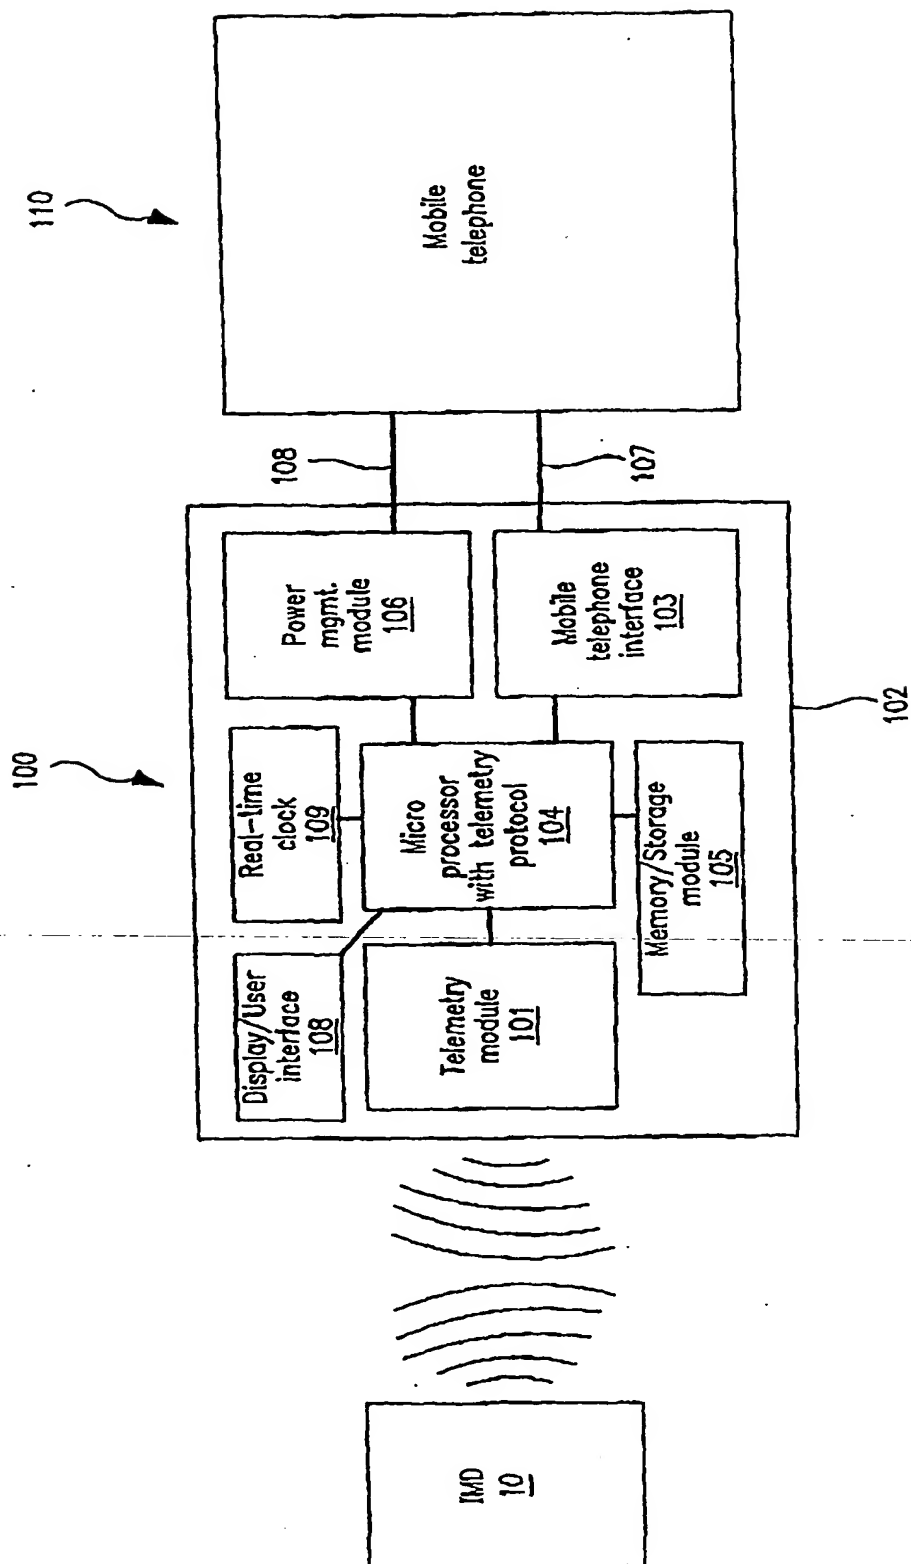 100
110
IMD
10
Display/User
interface
108
Real-time
clock
109
Power
mgmt.
module
106
108
Telemetry
module
101
Micro
processor
with telemetry
protocol
104
Mobile
telephone
interface
103
107
Mobile
telephone
Memory/Storage
module
105
102